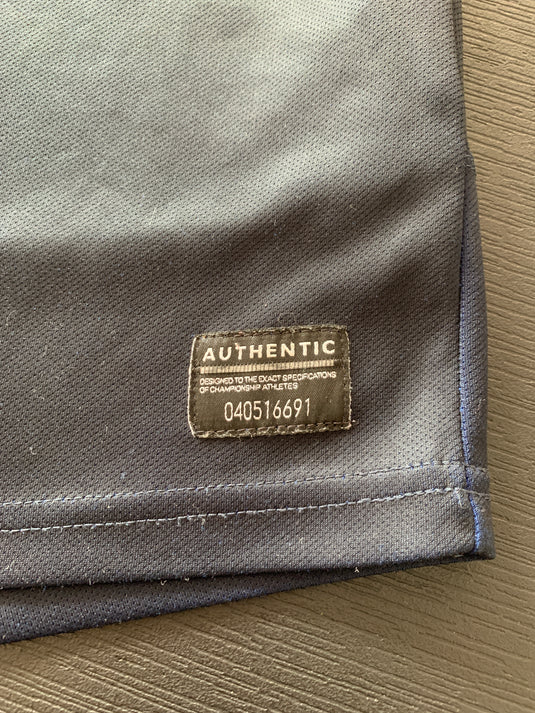 AUTHENTIC
DESIGNED TO THE EXACT SPECIFICATIONS
OF CHAMPIONSHIP ATHLETES
040516691